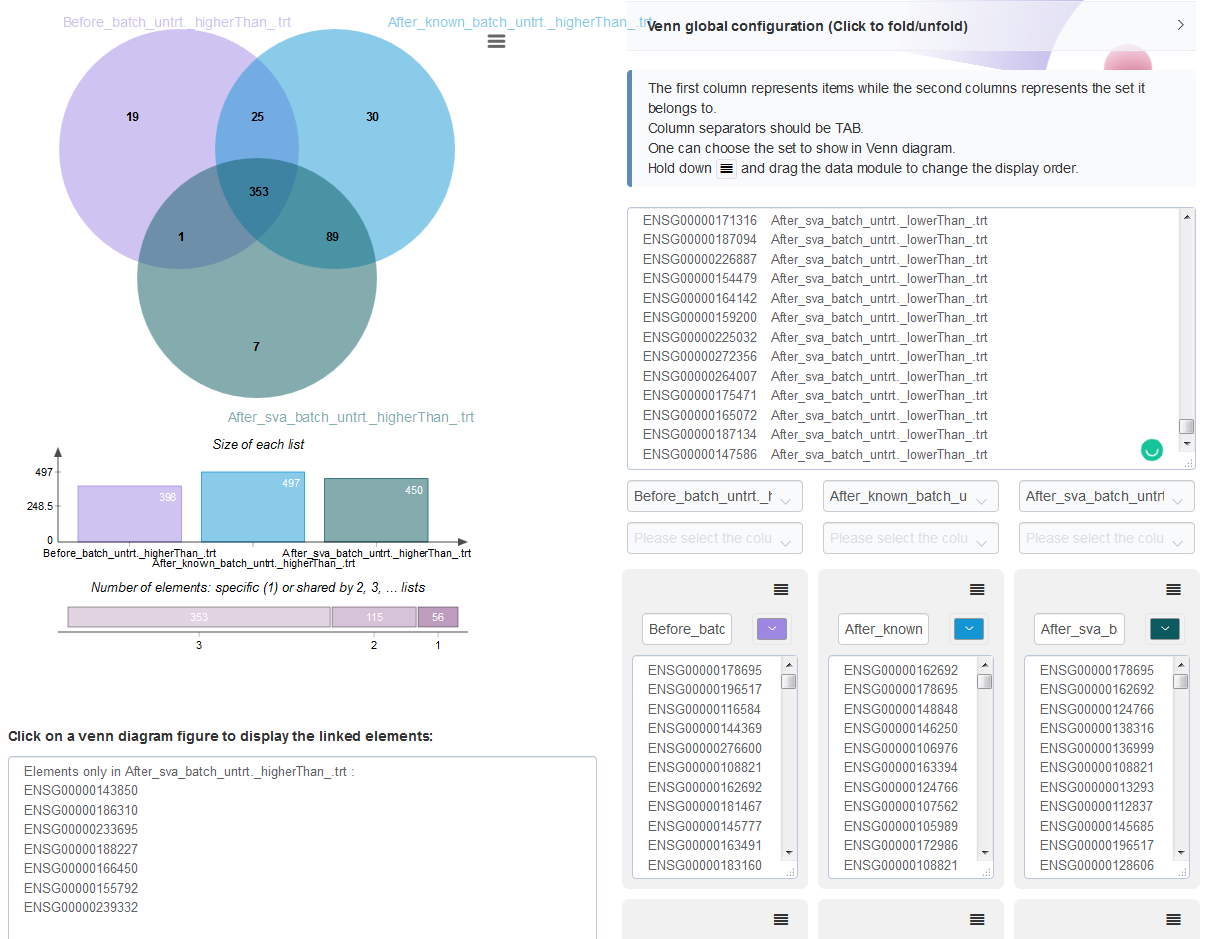 Before_batch_untrt._higherThan_.trt
After_known_batch_untrt._higherThan_.trt
19
25
30
353
1
89
7
After_sva_batch_untrt._higherThan_.trt
Size of each list
497
248.5
0
398
497
450
Before_batch_untrt._higherThan_.trt
After_known_batch_untrt._higherThan_.trt
After_sva_batch_untrt._higherThan_.trt
Number of elements: specific (1) or shared by 2, 3, ... lists
353
115
56
3
2
1
Click on a venn diagram figure to display the linked elements:
Elements only in After_sva_batch_untrt._higherThan_.trt :
ENSG00000143850
ENSG00000186310
ENSG00000233695
ENSG00000188227
ENSG00000166450
ENSG00000155792
ENSG00000239332
Venn global configuration (Click to fold/unfold)
The first column represents items while the second columns represents the set it
belongs to.
Column separators should be TAB.
One can choose the set to show in Venn diagram.
Hold down and drag the data module to change the display order.
ENSG00000171316 After_sva_batch_untrt._lowerThan_.trt
ENSG00000187094 After_sva_batch_untrt._lowerThan_.trt
ENSG00000226887 After_sva_batch_untrt._lowerThan_.trt
ENSG00000154479 After_sva_batch_untrt._lowerThan_.trt
ENSG00000164142 After_sva_batch_untrt._lowerThan_.trt
ENSG00000159200 After_sva_batch_untrt._lowerThan_.trt
ENSG00000225032 After_sva_batch_untrt._lowerThan_.trt
ENSG00000272356 After_sva_batch_untrt._lowerThan_.trt
ENSG00000264007 After_sva_batch_untrt._lowerThan_.trt
ENSG00000175471 After_sva_batch_untrt._lowerThan_.trt
ENSG00000165072 After_sva_batch_untrt._lowerThan_.trt
ENSG00000187134 After_sva_batch_untrt._lowerThan_.trt
ENSG00000147586 After_sva_batch_untrt._lowerThan_.trt
Before_batch_untrt._h
After_known_batch_u
After_sva_batch_untrt
Please select the colu
Please select the colu
Please select the colu
Before_batc
ENSG00000178695
ENSG00000196517
ENSG00000116584
ENSG00000144369
ENSG00000276600
ENSG00000108821
ENSG00000162692
ENSG00000181467
ENSG00000145777
ENSG00000163491
ENSG00000183160
After_known
ENSG00000162692
ENSG00000178695
ENSG00000148848
ENSG00000146250
ENSG00000106976
ENSG00000163394
ENSG00000124766
ENSG00000107562
ENSG00000105989
ENSG00000172986
ENSG00000108821
After_sva_b
ENSG00000178695
ENSG00000162692
ENSG00000124766
ENSG00000138316
ENSG00000136999
ENSG00000108821
ENSG00000013293
ENSG00000112837
ENSG00000145685
ENSG00000196517
ENSG00000128606